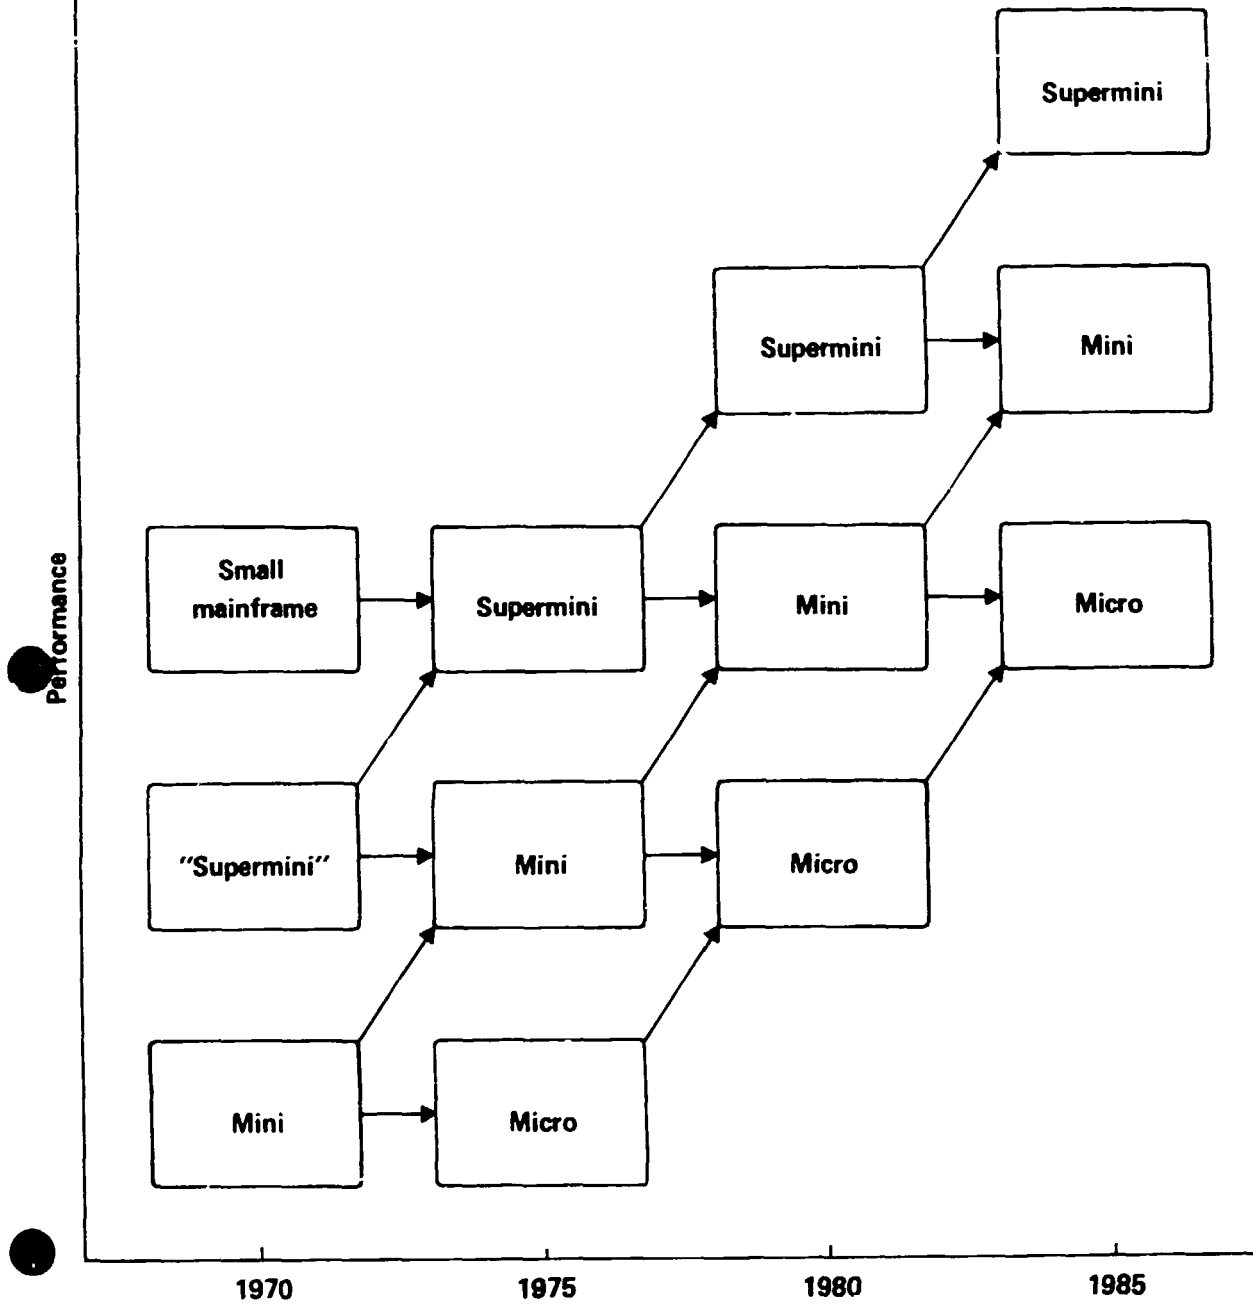 Supermini
Supermini
Mini
Small
mainframe
Supermini
Mini
Micro
Performance
"Supermini"
Mini
Micro
Mini
Micro
1970
1975
1980
1985